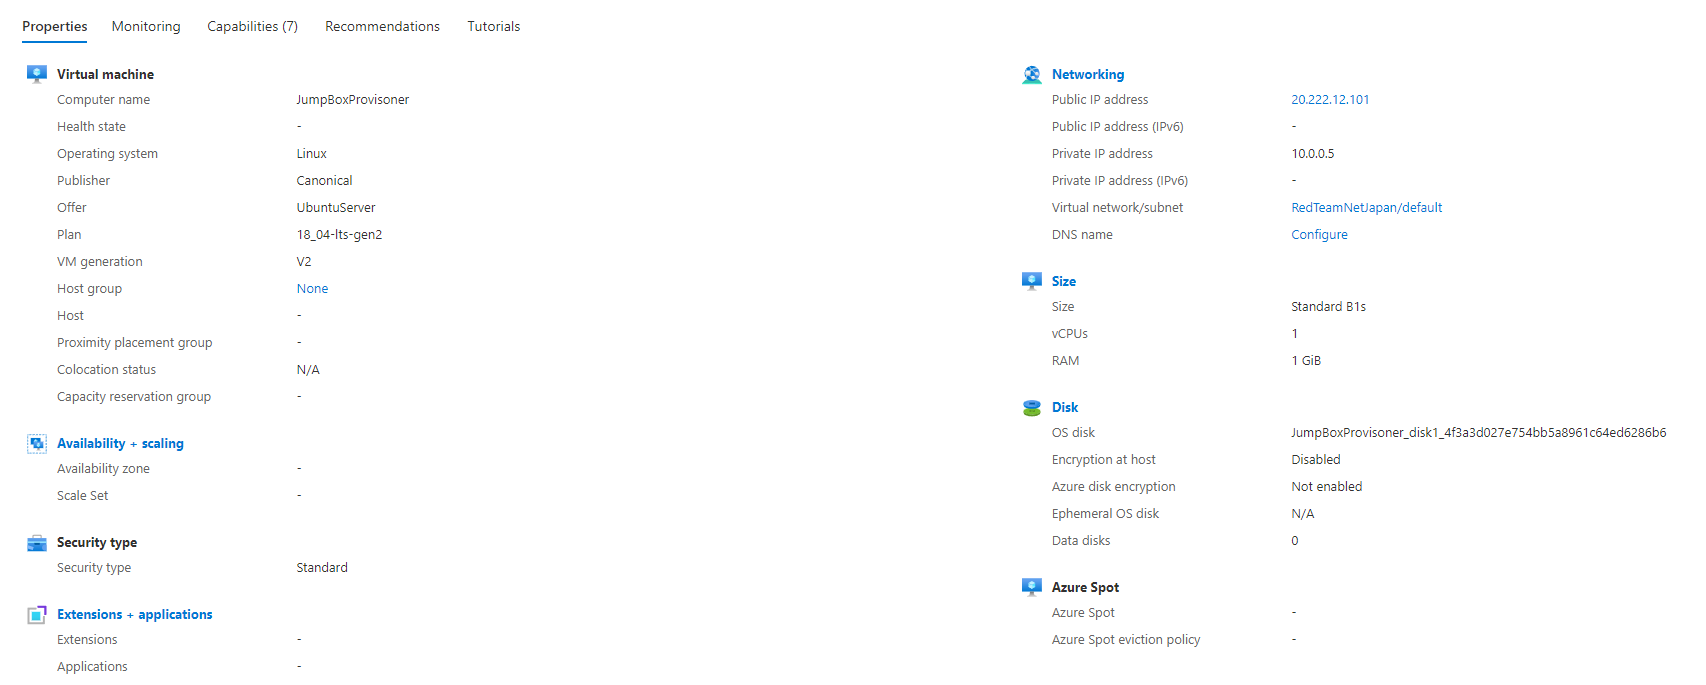 Properties Monitoring Capabilities (7) Recommendations Tutorials
Virtual machine
Computer name JumpBoxProvisoner
Health state -
Operating system Linux
Publisher Canonical
Offer UbuntuServer
Plan 18_04-lts-gen2
VM generation V2
Host group None
Host -
Proximity placement group -
Colocation status N/A
Capacity reservation group -
Availability + scaling
Availability zone -
Scale Set -
Security type
Security type Standard
Extensions + applications
Extensions -
Applications -
Networking
Public IP address 20.222.12.101
Public IP address (IPv6) -
Private IP address 10.0.0.5
Private IP address (IPv6) -
Virtual network/subnet RedTeamNetJapan/default
DNS name Configure
Size
Size Standard B1s
vCPUs 1
RAM 1 GiB
Disk
OS disk JumpBoxProvisoner_disk1_4f3a3d027e754bb5a8961c64ed6286b6
Encryption at host Disabled
Azure disk encryption Not enabled
Ephemeral OS disk N/A
Data disks 0
Azure Spot
Azure Spot -
Azure Spot eviction policy -